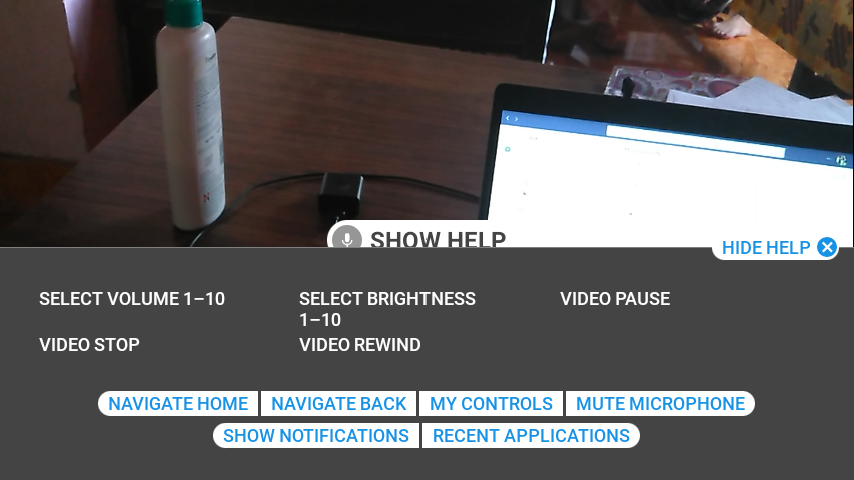 SHOW HELP
HIDE HELP
SELECT VOLUME 1–10
SELECT BRIGHTNESS
1–10
VIDEO PAUSE
VIDEO STOP
VIDEO REWIND
NAVIGATE HOME
NAVIGATE BACK
MY CONTROLS
MUTE MICROPHONE
SHOW NOTIFICATIONS
RECENT APPLICATIONS